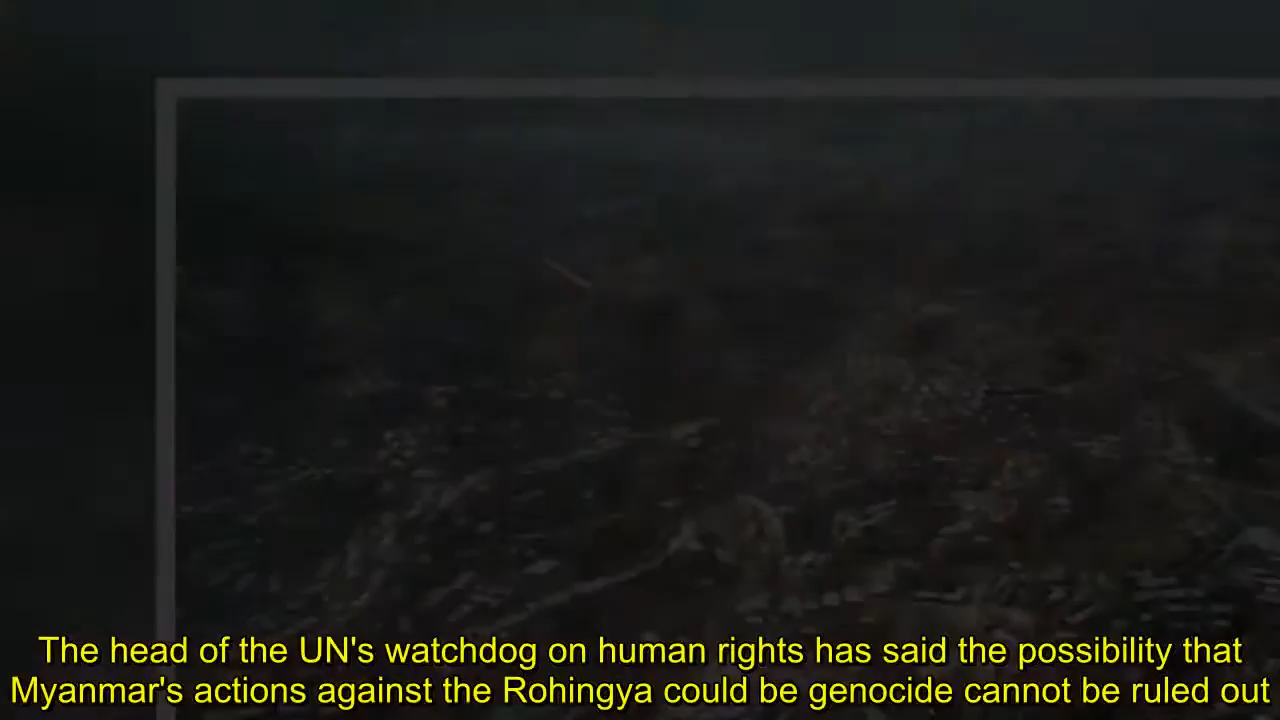 The head of the UN's watchdog on human rights has said the possibility that
Myanmar's actions against the Rohingya could be genocide cannot be ruled out